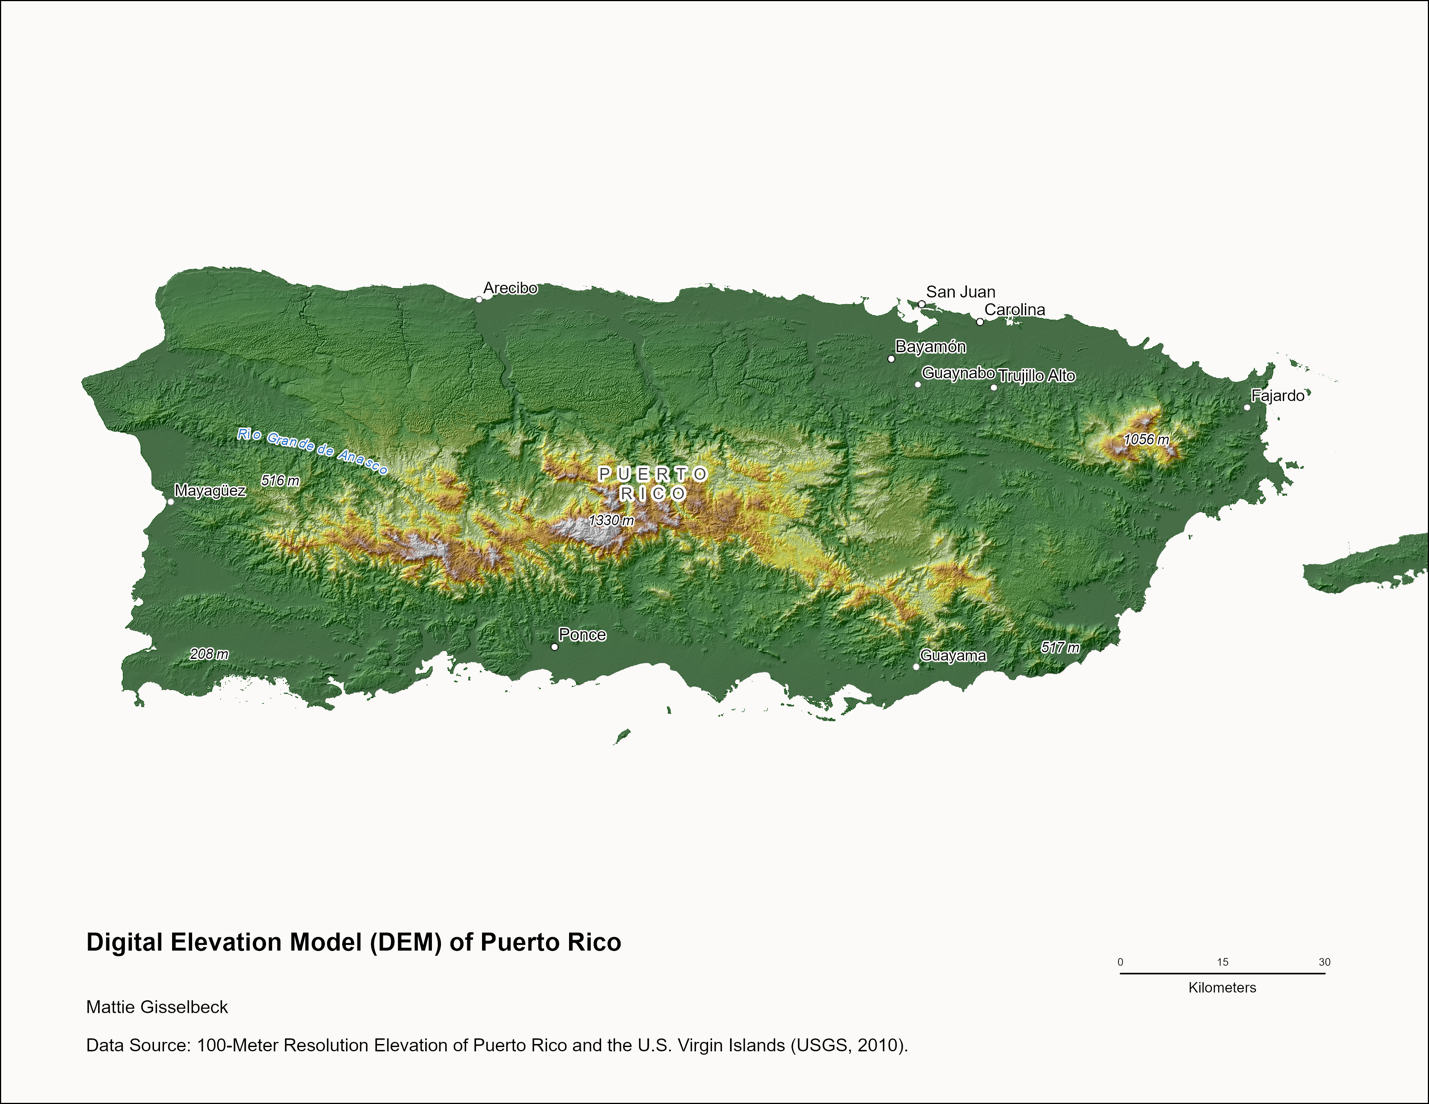 Arecibo
San Juan
Carolina
Bayamón
Guaynabo
Trujillo Alto
Fajardo
Rio Grande de Anasco
1056 m
PUERTO
RICO
516 m
Mayagüez
1330 m
Ponce
208 m
Guayama
517 m
Digital Elevation Model (DEM) of Puerto Rico
0 15 30
Kilometers
Mattie Gisselbeck
Data Source: 100-Meter Resolution Elevation of Puerto Rico and the U.S. Virgin Islands (USGS, 2010).